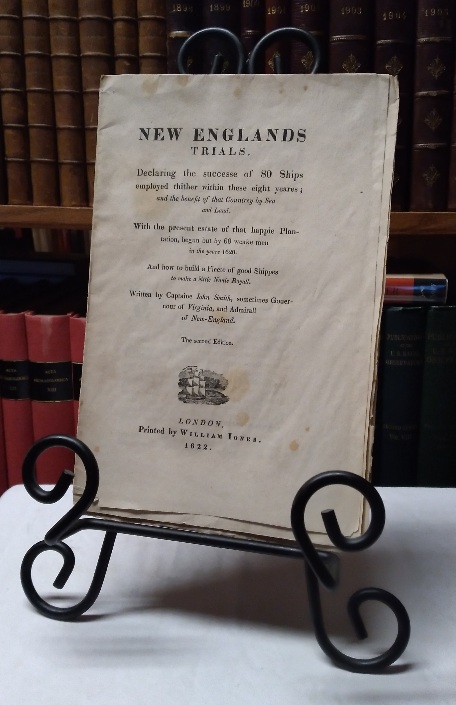 1903
NEW ENGLANDS
TRIALS.
Declaring the successe of 80 Ships
employed thither within these eight yeares;
and the benefit of that Countrey by Sea
and Land.
With the present estate of that happie Plan-
tation, begun but by 60 weake men
in the yeare 1620.
And how to build a Fleete of good Shippes
to make a little Nauie Royall.
Written by Captaine John Smith, sometimes Gouer-
nour of Virginia, and Admirall
of New-England.
The second Edition.
LONDON,
Printed by WILLIAM IONES.
1622.